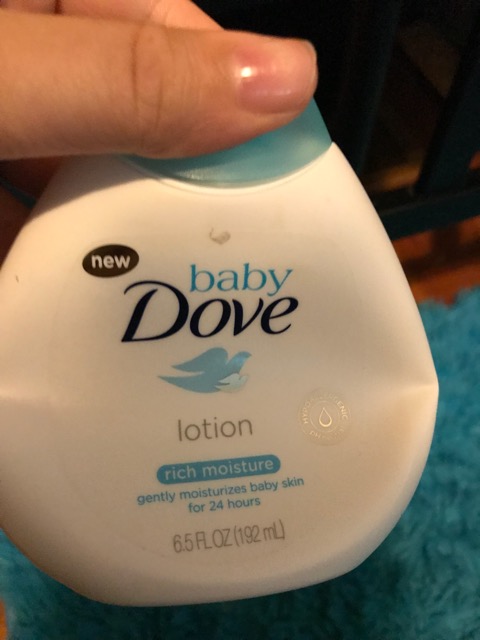 new
baby
Dove
lotion
HYPOALLERGENIC
rich moisture
gently moisturizes baby skin
for 24 hours
6.5 FL OZ (192 mL)